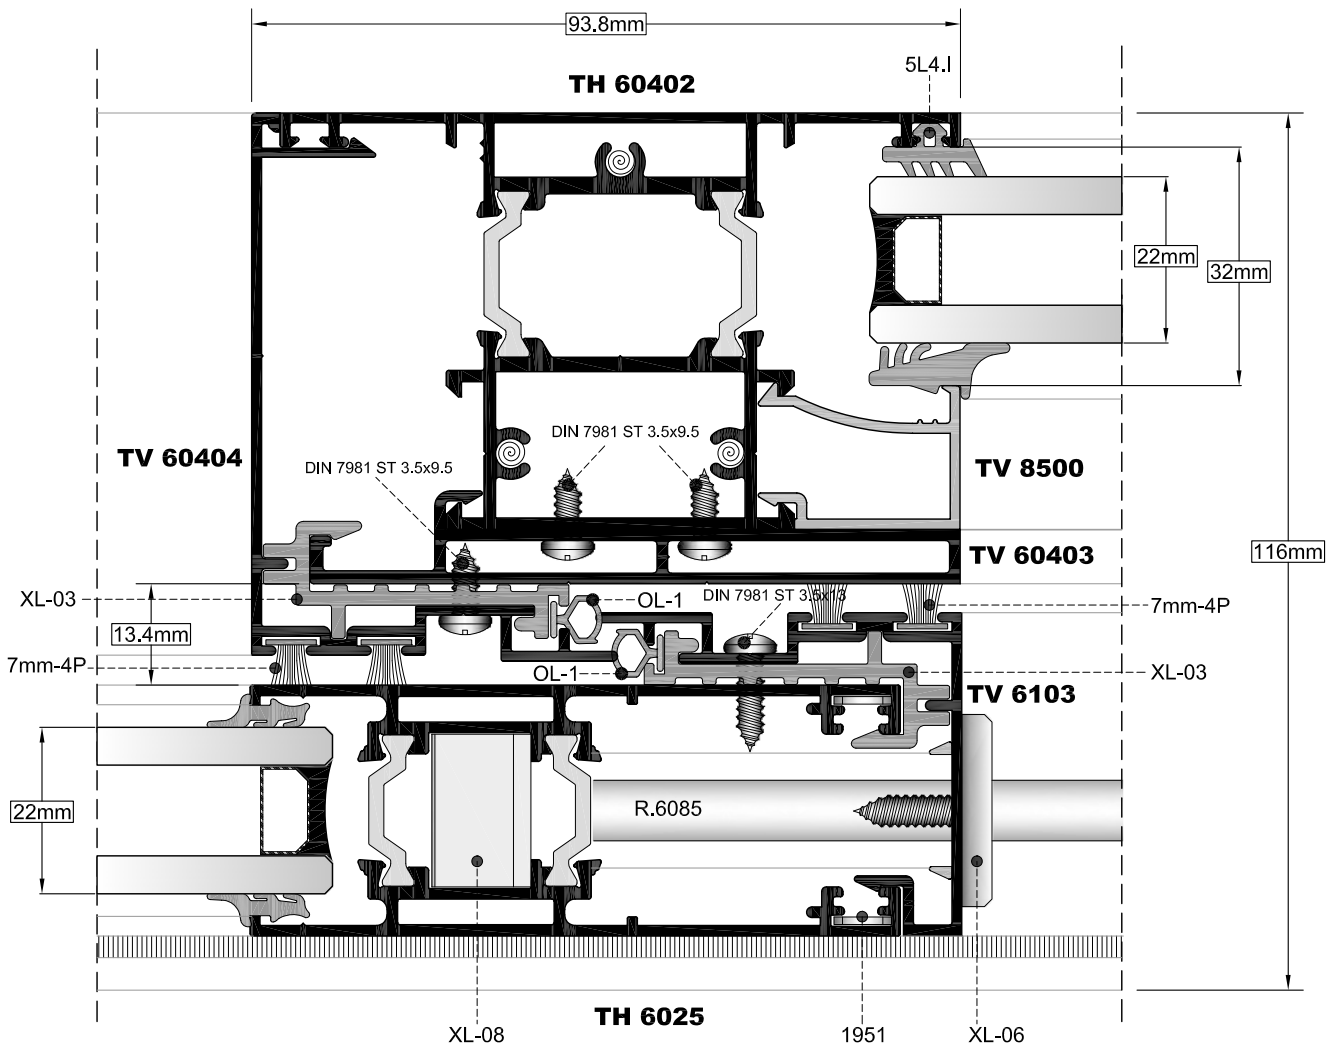 93.8mm
5L4.I
TH 60402
22mm
32mm
DIN 7981 ST 3.5x9.5
TV 60404
DIN 7981 ST 3.5x9.5
TV 8500
TV 60403
116mm
XL-03
OL-1
DIN 7981 ST 3.5x13
7mm-4P
13.4mm
7mm-4P
OL-1
XL-03
TV 6103
22mm
R.6085
TH 6025
XL-08
1951
XL-06